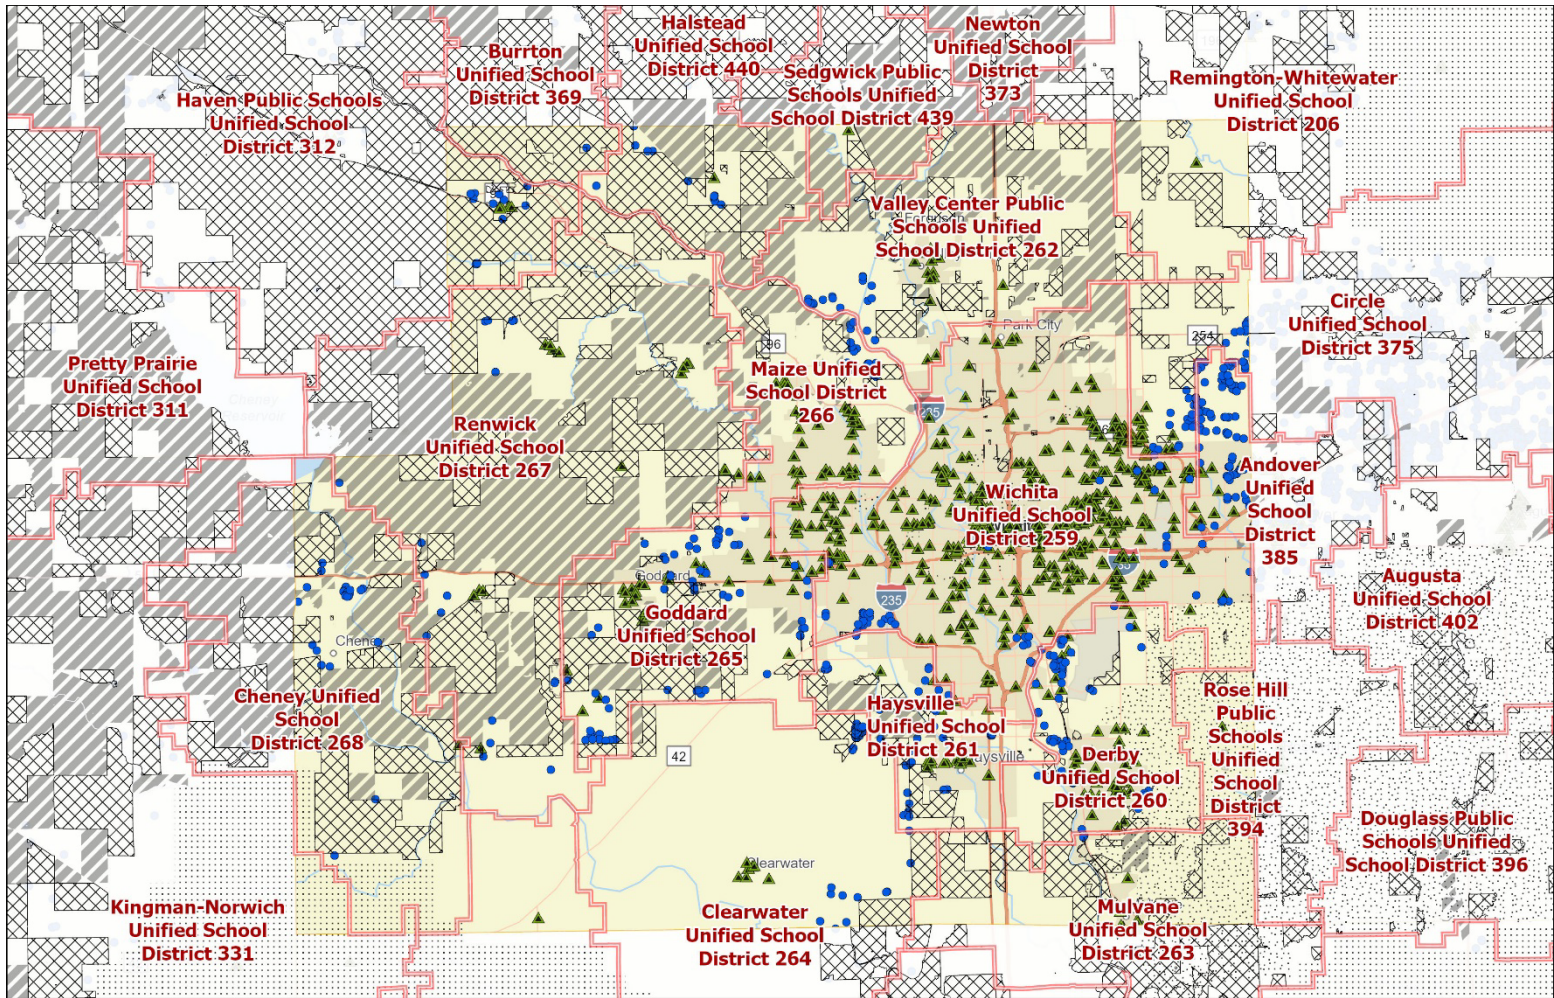 Halstead
Unified School
District 440
Newton
Unified School
District
373
Burrton
Unified School
District 369
Sedgwick Public
Schools Unified
School District 439
Remington-Whitewater
Unified School
District 206
Haven Public Schools
Unified School
District 312
Valley Center Public
Schools Unified
School District 262
Circle
Unified School
District 375
Park City
254
96
235
Pretty Prairie
Unified School
District 311
Cheney
Reservoir
Maize Unified
School District
266
Renwick
Unified School
District 267
Andover
Unified
School
District
385
Wichita
Unified School
District 259
Goddard
235
Augusta
Unified School
District 402
Goddard
Unified School
District 265
Cheney
Cheney Unified
School
District 268
Rose Hill
Public
Schools
Unified
School
District
394
Haysville
Unified School
District 261
42
Derby
Unified School
District 260
Douglass Public
Schools Unified
School District 396
Clearwater
Kingman-Norwich
Unified School
District 331
Clearwater
Unified School
District 264
Mulvane
Unified School
District 263